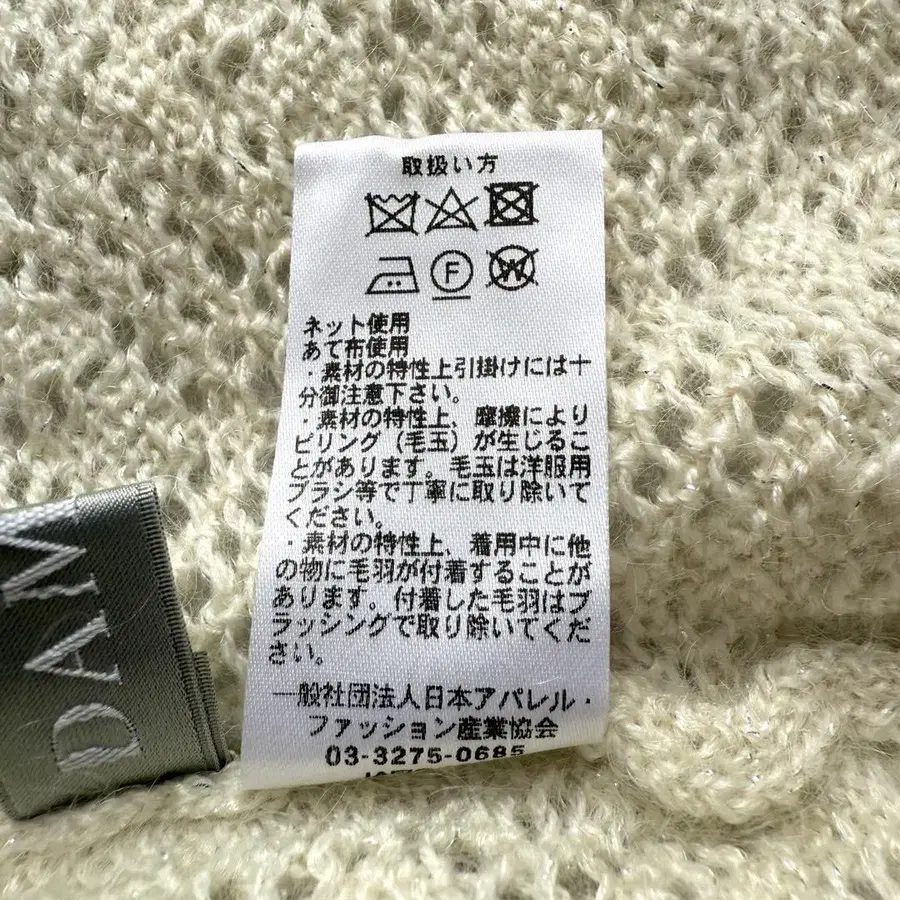 取扱い方
F
W
ネット使用
あて布使用
・素材の特性上引掛けには十
分御注意下さい。
・素材の特性上、摩擦により
ピリング(毛玉)が生じるこ
とがあります。毛玉は洋服用
ブラシ等で丁寧に取り除いて
ください。
・素材の特性上、着用中に他
の物に毛羽が付着することが
あります。付着した毛羽はブ
ラッシングで取り除いてくだ
さい。
一般社団法人日本アパレル・
ファッション産業協会
03-3275-0685
DAM